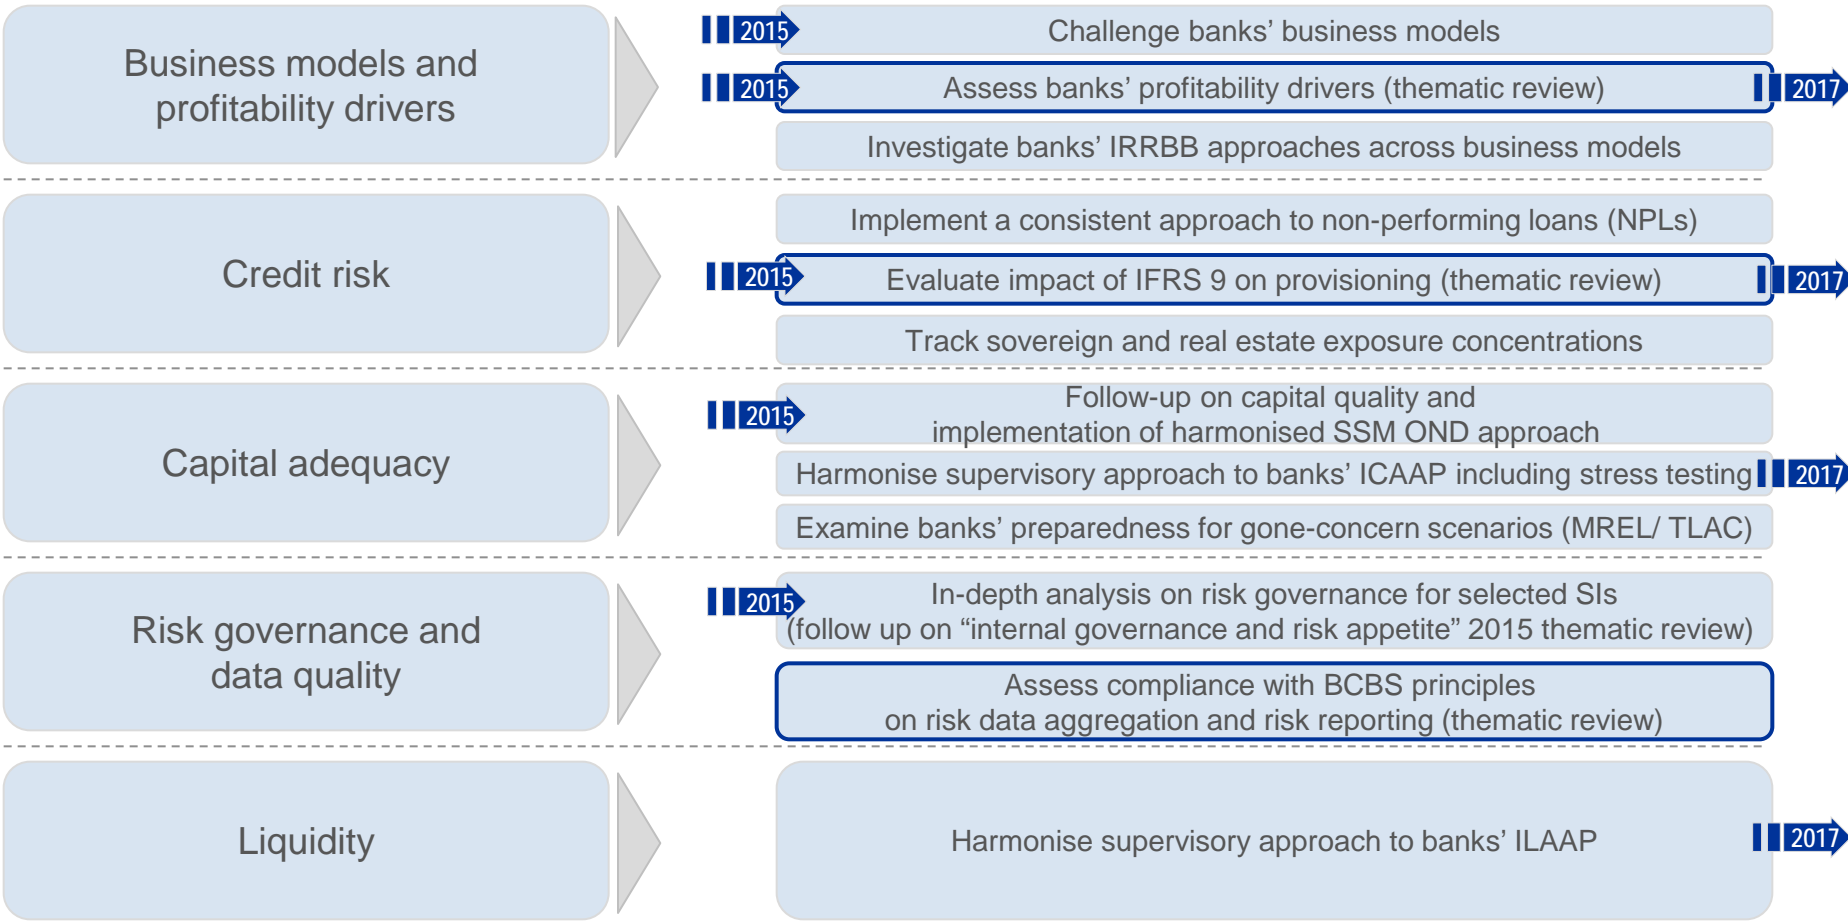 Business models and
profitability drivers
2015
Challenge banks’ business models
2015
Assess banks’ profitability drivers (thematic review)
2017
Investigate banks’ IRRBB approaches across business models
Credit risk
Implement a consistent approach to non-performing loans (NPLs)
2015
Evaluate impact of IFRS 9 on provisioning (thematic review)
2017
Track sovereign and real estate exposure concentrations
Capital adequacy
2015
Follow-up on capital quality and
implementation of harmonised SSM OND approach
Harmonise supervisory approach to banks’ ICAAP including stress testing
2017
Examine banks’ preparedness for gone-concern scenarios (MREL/ TLAC)
Risk governance and
data quality
2015
In-depth analysis on risk governance for selected SIs
(follow up on “internal governance and risk appetite” 2015 thematic review)
Assess compliance with BCBS principles
on risk data aggregation and risk reporting (thematic review)
Liquidity
Harmonise supervisory approach to banks’ ILAAP
2017